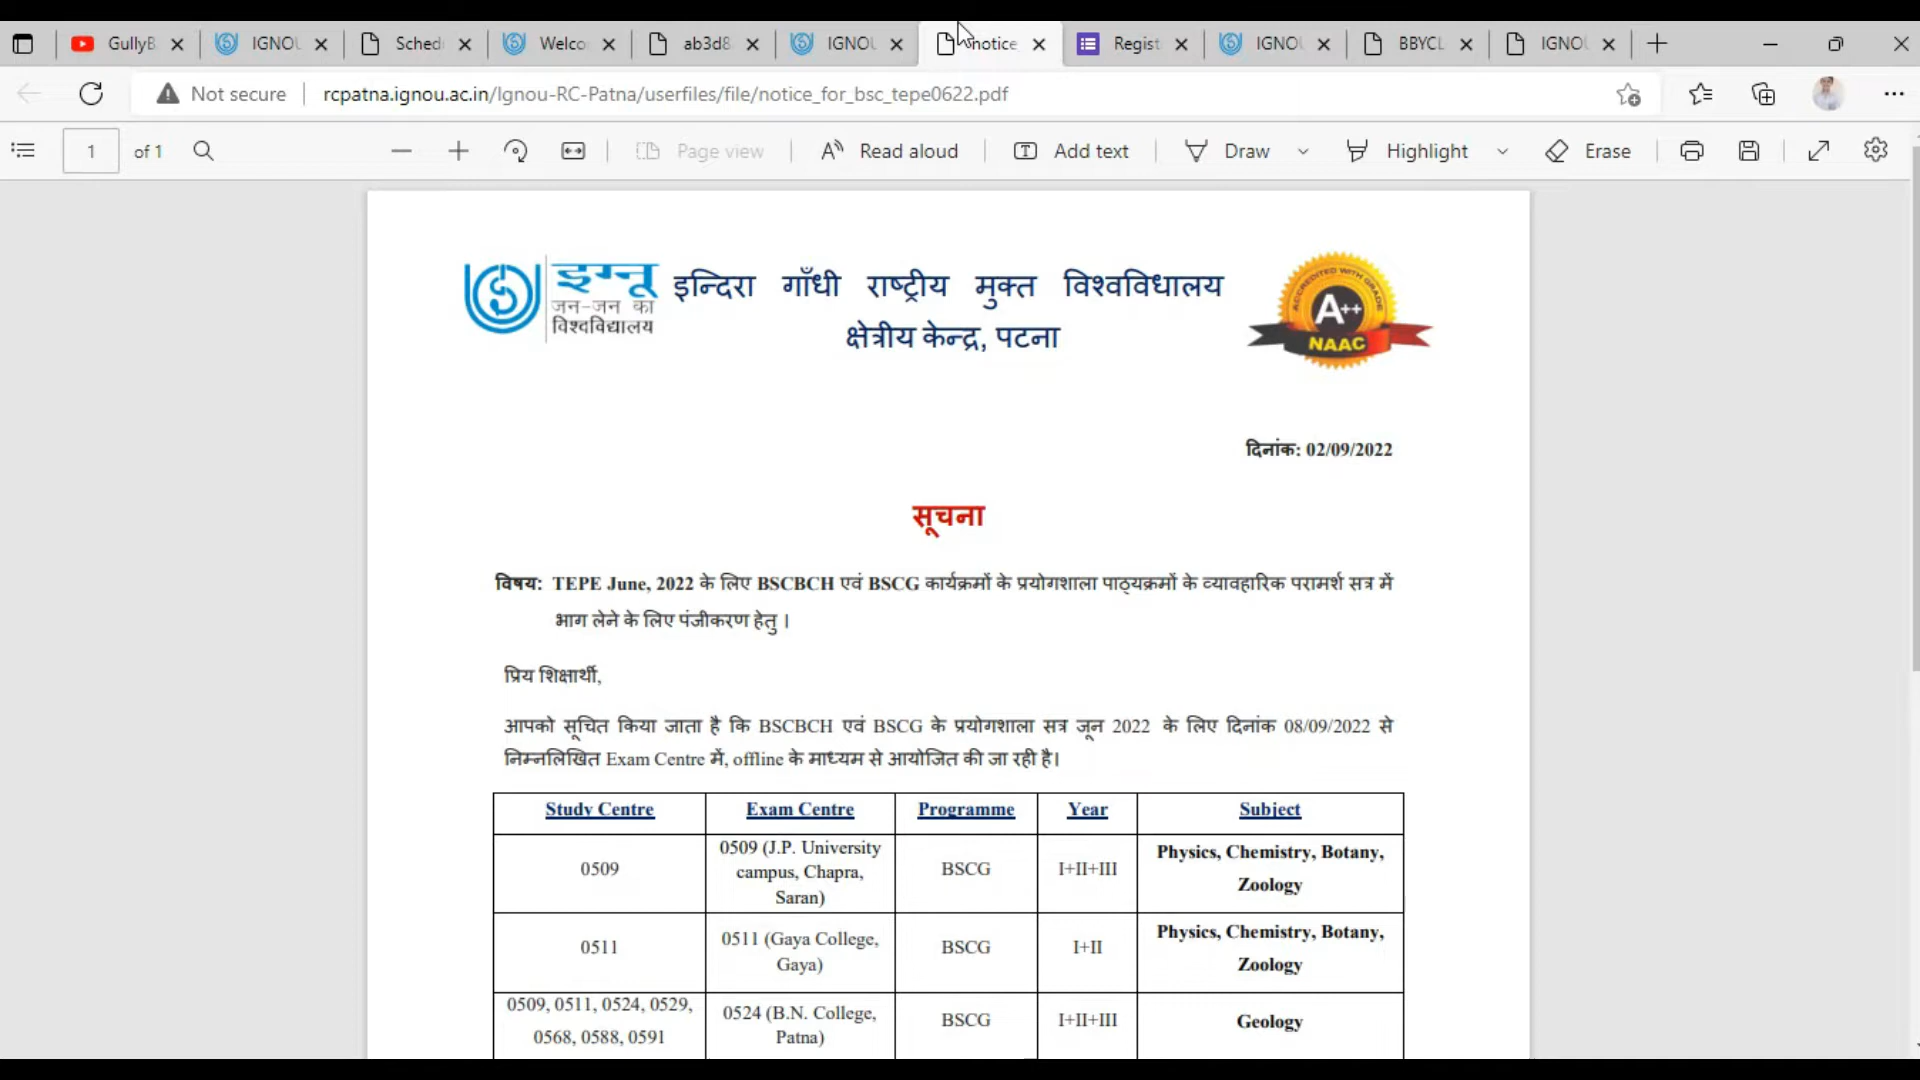 GullyB
IGNOU
Sched
Welco
ab3d8
IGNOU
notice
Regist
IGNO
BBYCL
IGNO
Not secure
rcpatna.ignou.ac.in/Ignou-RC-Patna/userfiles/file/notice_for_bsc_tepe0622.pdf
1 of 1
Page view
Read aloud
Add text
Draw
Highlight
Erase
इग्नू
जन-जन का
विश्वविद्यालय
इन्दिरा गाँधी राष्ट्रीय मुक्त विश्वविधालय
क्षेत्रीय केन्द्र, पटना
ACCREDITED WITH GRADE
A++
NAAC
दिनांक: 02/09/2022
सूचना
विषय: TEPE June, 2022 के लिए BSCBCH एवं BSCG कार्यक्रमों के प्रयोगशाला पाठ्यक्रमों के व्यावहारिक परामर्श सत्र में
भाग लेने के लिए पंजीकरण हेतु ।
प्रिय शिक्षार्थी,
आपको सूचित किया जाता है कि BSCBCH एवं BSCG के प्रयोगशाला सत्र जून 2022 के लिए दिनांक 08/09/2022 से
निम्नलिखित Exam Centre में, offline के माध्यम से आयोजित की जा रही है।
Study Centre Exam Centre Programme Year Subject
0509 0509 (J.P. University campus, Chapra, Saran) BSCG I+II+III Physics, Chemistry, Botany, Zoology
0511 0511 (Gaya College, Gaya) BSCG I+II Physics, Chemistry, Botany, Zoology
0509, 0511, 0524, 0529, 0568, 0588, 0591 0524 (B.N. College, Patna) BSCG I+II+III Geology